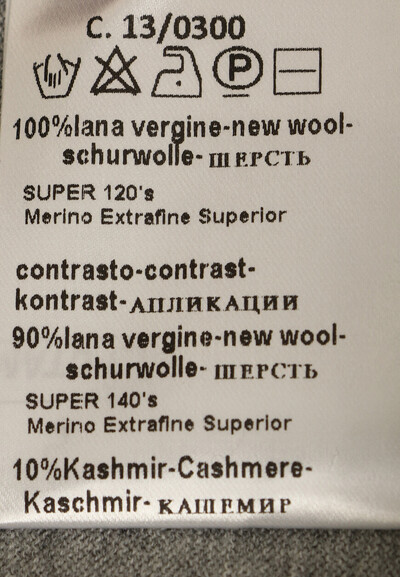 C. 13/0300
P
100%lana vergine-new wool-
schurwolle-ШЕРСТЬ
SUPER 120's
Merino Extrafine Superior
contrasto-contrast-
kontrast-АПЛИКАЦИИ
90%lana vergine-new wool-
schurwolle-ШЕРСТЬ
SUPER 140's
Merino Extrafine Superior
10%Kashmir-Cashmere-
Kaschmir-КАШЕМИР